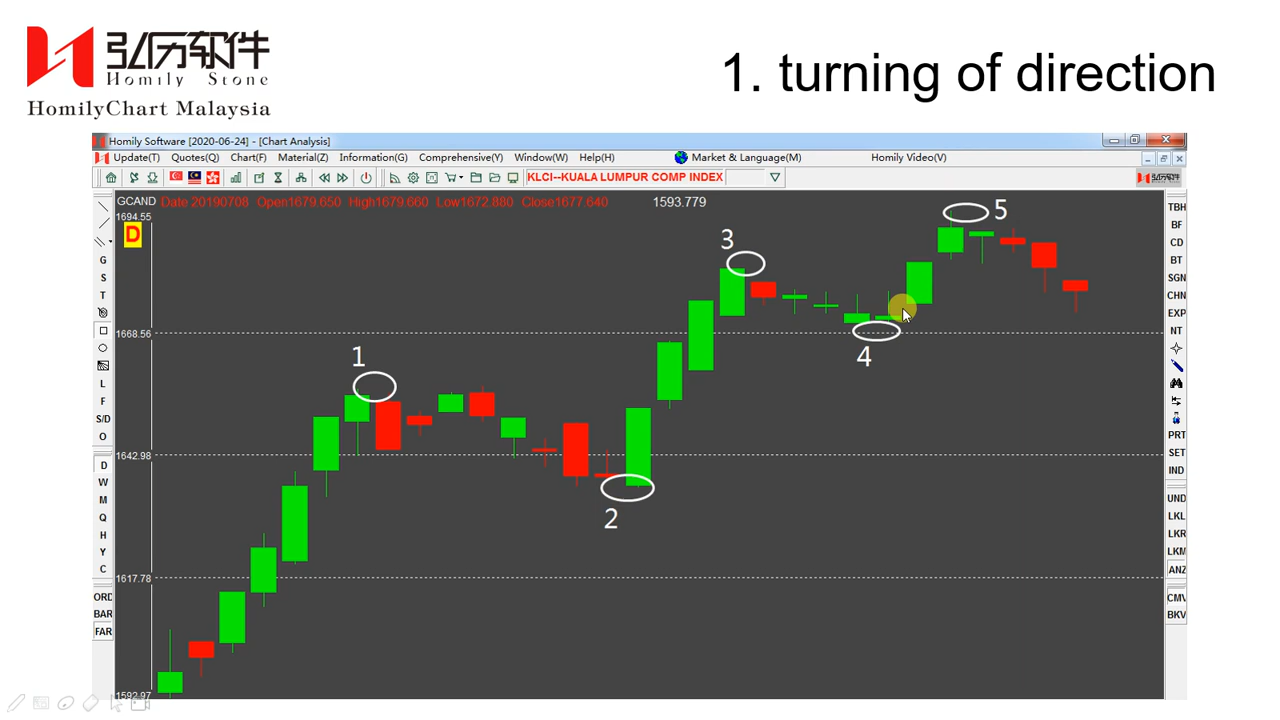 弘历软件
Homily Stone
HomilyChart Malaysia
1. turning of direction
Homily Software [2020-06-24] - [Chart Analysis]
Update(T) Quotes(Q) Chart(F) Material(Z) Information(G) Comprehensive(Y) Window(W) Help(H) Market & Language(M) Homily Video(V)
KLCI--KUALA LUMPUR COMP INDEX
弘历软件
GCAND Date 20190708 Open1679.650 High1679.660 Low1672.880 Close1677.640 1593.779
1694.55
D
1668.56
1642.98
1617.78
1592.97
1
2
3
4
5
G
S
T
L
F
S/D
O
D
W
M
Q
H
Y
C
ORD
BAR
FAR
TBH
BF
CD
BT
SGN
CHN
EXP
NT
PRT
SET
IND
UND
LKL
LKR
LKM
ANZ
CMV
BKV